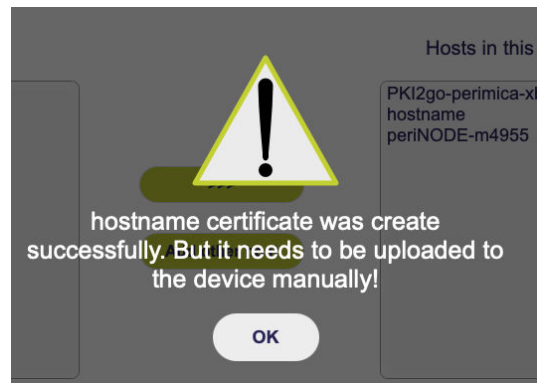 Hosts in this
PKI2go-perimica-x
hostname
periNODE-m4955
hostname certificate was create
successfully. But it needs to be uploaded to
the device manually!
OK